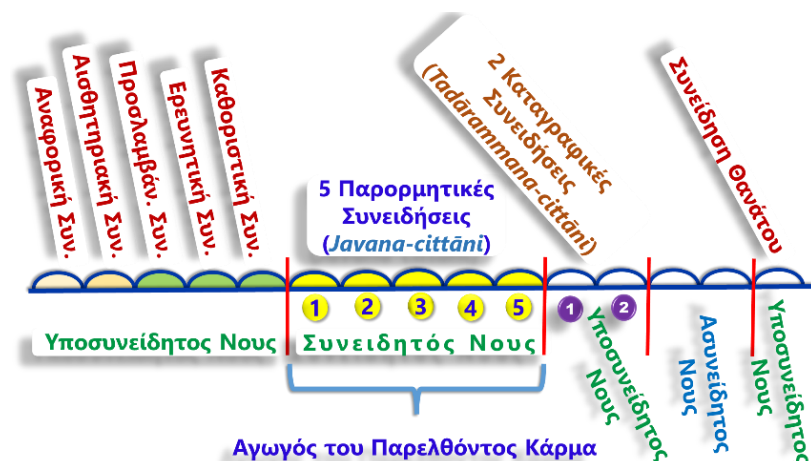 Αναφορική Συν.
Αισθητηριακή Συν.
Προσλαμβάν. Συν.
Ερευνητική Συν.
Καθοριστική Συν.
5 Παρορμητικές
Συνειδήσεις
(Javana-cittāni)
2 Καταγραφικές
Συνειδήσεις
(Tadārammana-cittāni)
Συνείδηση Θανάτου
1 2 3 4 5 1 2
Υποσυνείδητος Νους
Συνειδητός Νους
Υποσυνείδητος
Νους
Ασυνείδητος
Νους
Υποσυνείδητος
Νους
Αγωγός του Παρελθόντος Κάρμα